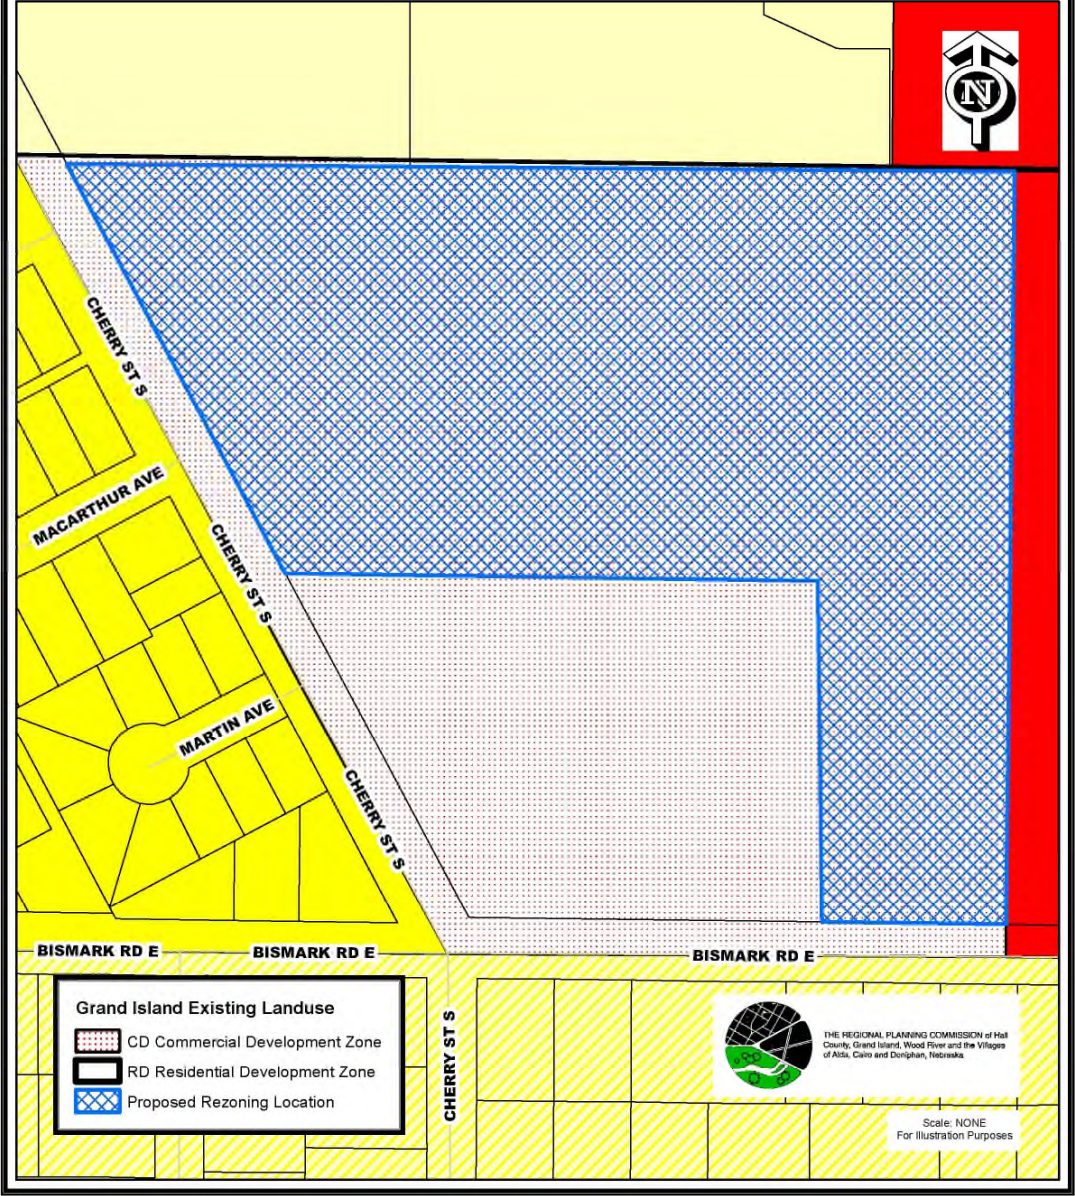 N
CHERRY ST S
MACARTHUR AVE
CHERRY ST S
MARTIN AVE
CHERRY ST S
BISMARK RD E
BISMARK RD E
BISMARK RD E
CHERRY ST S
Grand Island Existing Landuse
CD Commercial Development Zone
RD Residential Development Zone
Proposed Rezoning Location
THE REGIONAL PLANNING COMMISSION of Hall
County, Grand Island, Wood River and the Villages
of Alda, Cairo and Doniphan, Nebraska
Scale: NONE
For Illustration Purposes